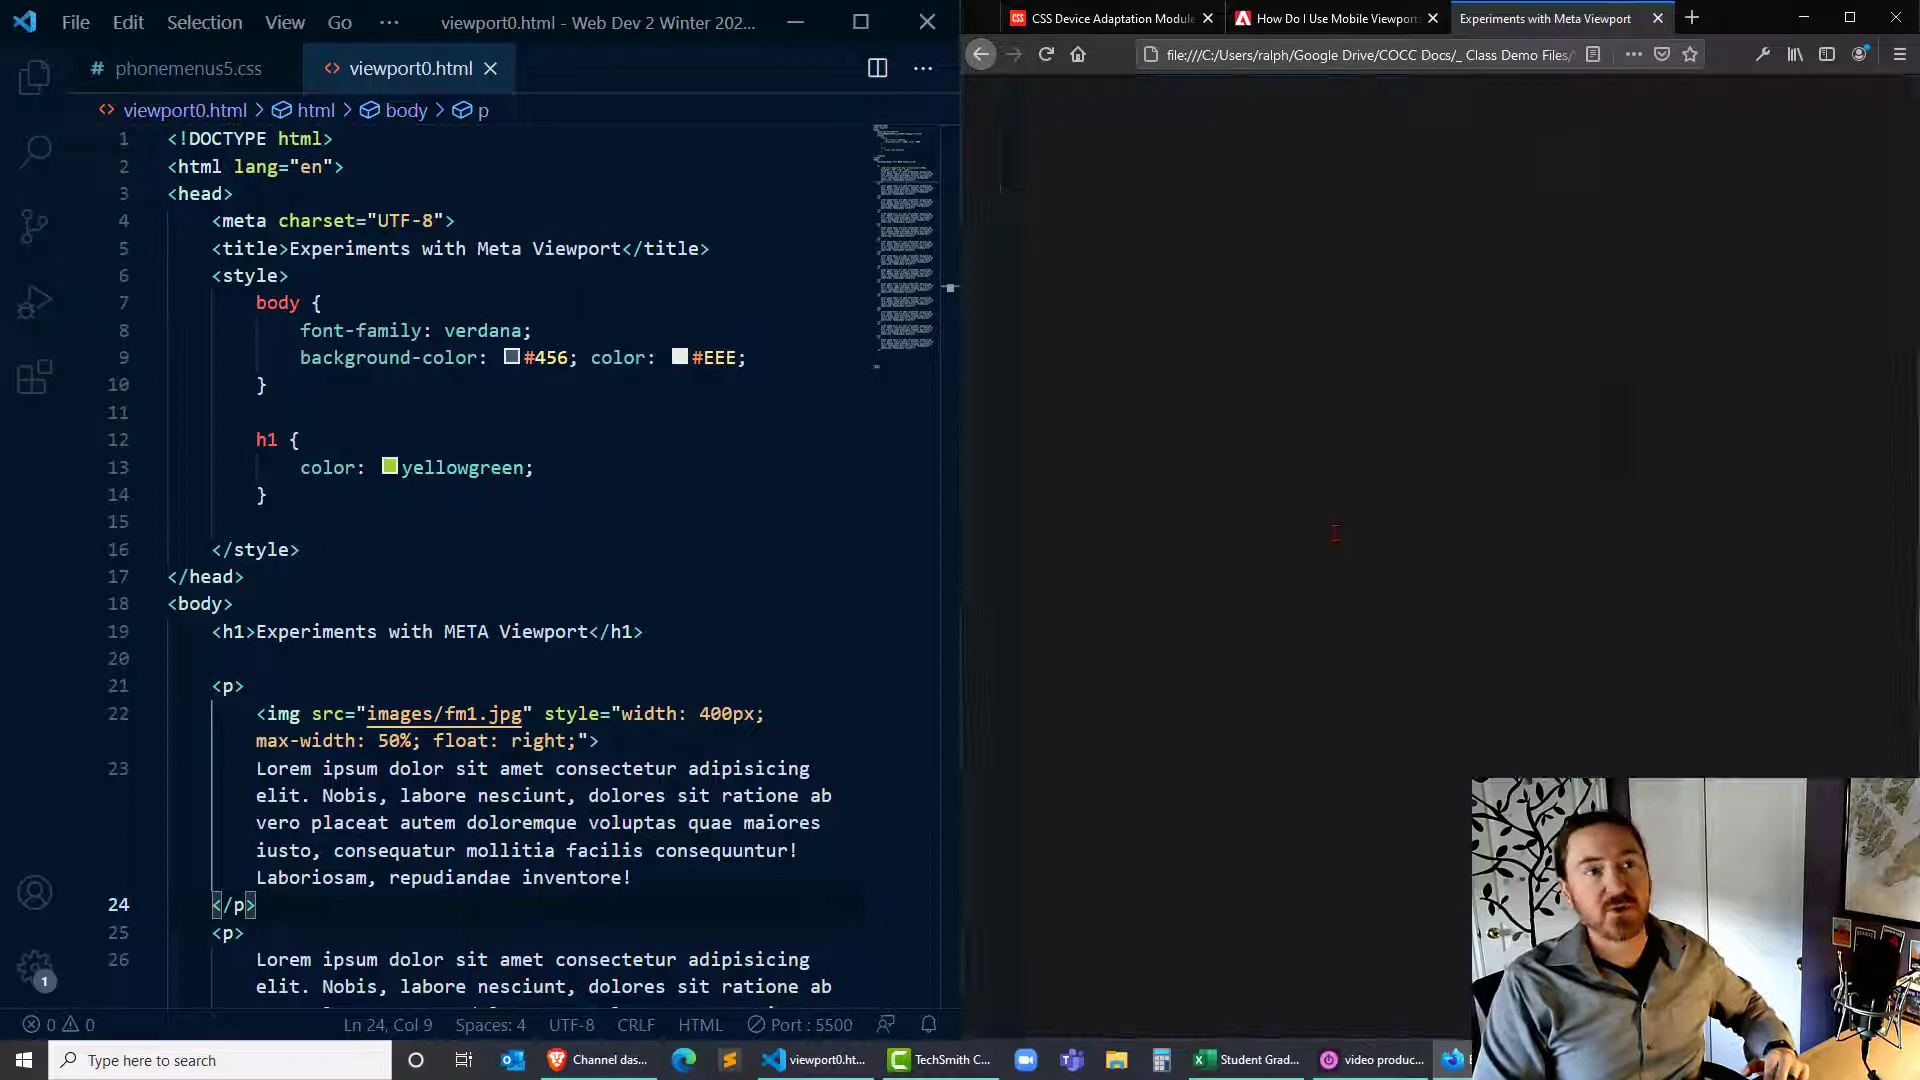 File Edit Selection View Go ··· viewport0.html - Web Dev 2 Winter 202...
# phonemenus5.css <> viewport0.html
<> viewport0.html > html > body > p
1 <!DOCTYPE html>
2 <html lang="en">
3 <head>
4 <meta charset="UTF-8">
5 <title>Experiments with Meta Viewport</title>
6 <style>
7 body {
8 font-family: verdana;
9 background-color: #456; color: #EEE;
10 }
11
12 h1 {
13 color: yellowgreen;
14 }
15
16 </style>
17 </head>
18 <body>
19 <h1>Experiments with META Viewport</h1>
20
21 <p>
22 <img src="images/fm1.jpg" style="width: 400px;
max-width: 50%; float: right;">
23 Lorem ipsum dolor sit amet consectetur adipisicing
elit. Nobis, labore nesciunt, dolores sit ratione ab
vero placeat autem doloremque voluptas quae maiores
iusto, consequatur mollitia facilis consequuntur!
Laboriosam, repudiandae inventore!
24 </p>
25 <p>
26 Lorem ipsum dolor sit amet consectetur adipisicing
elit. Nobis, labore nesciunt, dolores sit ratione ab
1
0 0 Ln 24, Col 9 Spaces: 4 UTF-8 CRLF HTML Port : 5500
CSS CSS Device Adaptation Module How Do I Use Mobile Viewport Experiments with Meta Viewport
file:///C:/Users/ralph/Google Drive/COCC Docs/_ Class Demo Files/
Type here to search Channel das... viewport0.ht... TechSmith C... Student Grad... video produc...